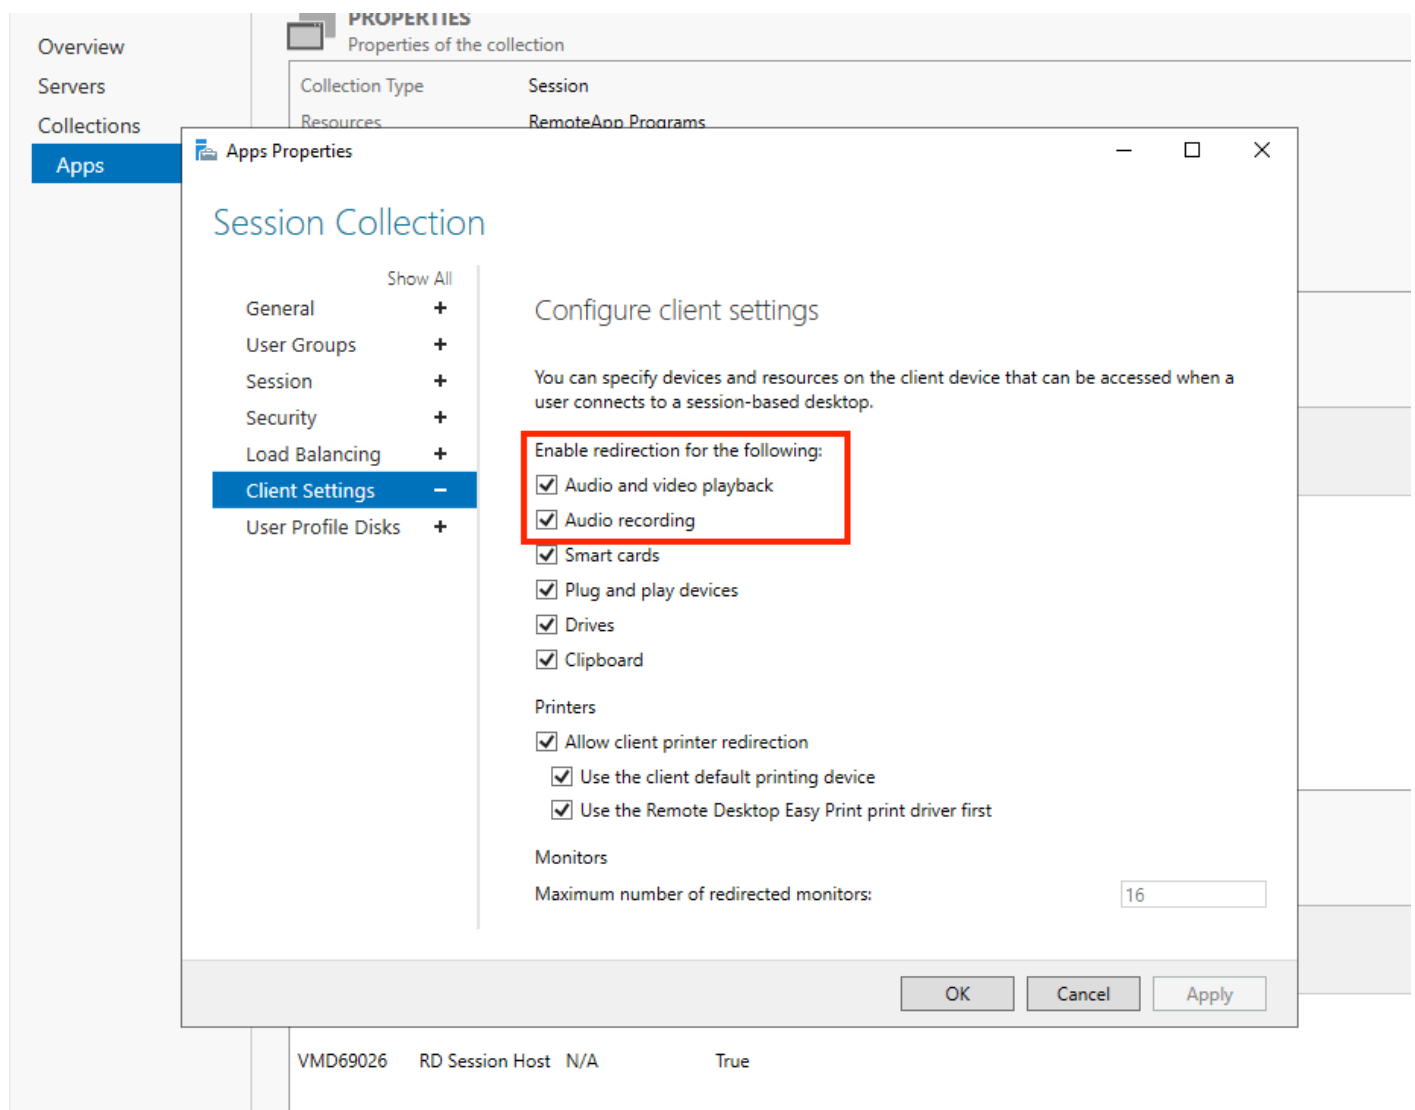 PROPERTIES
Properties of the collection
Overview
Servers
Collections
Apps
Collection Type Session
Resources RemoteApp Programs
Apps Properties
Session Collection
Show All
General +
User Groups +
Session +
Security +
Load Balancing +
Client Settings −
User Profile Disks +
Configure client settings
You can specify devices and resources on the client device that can be accessed when a
user connects to a session-based desktop.
Enable redirection for the following:
Audio and video playback
Audio recording
Smart cards
Plug and play devices
Drives
Clipboard
Printers
Allow client printer redirection
Use the client default printing device
Use the Remote Desktop Easy Print print driver first
Monitors
Maximum number of redirected monitors: 16
OK Cancel Apply
VMD69026 RD Session Host N/A True